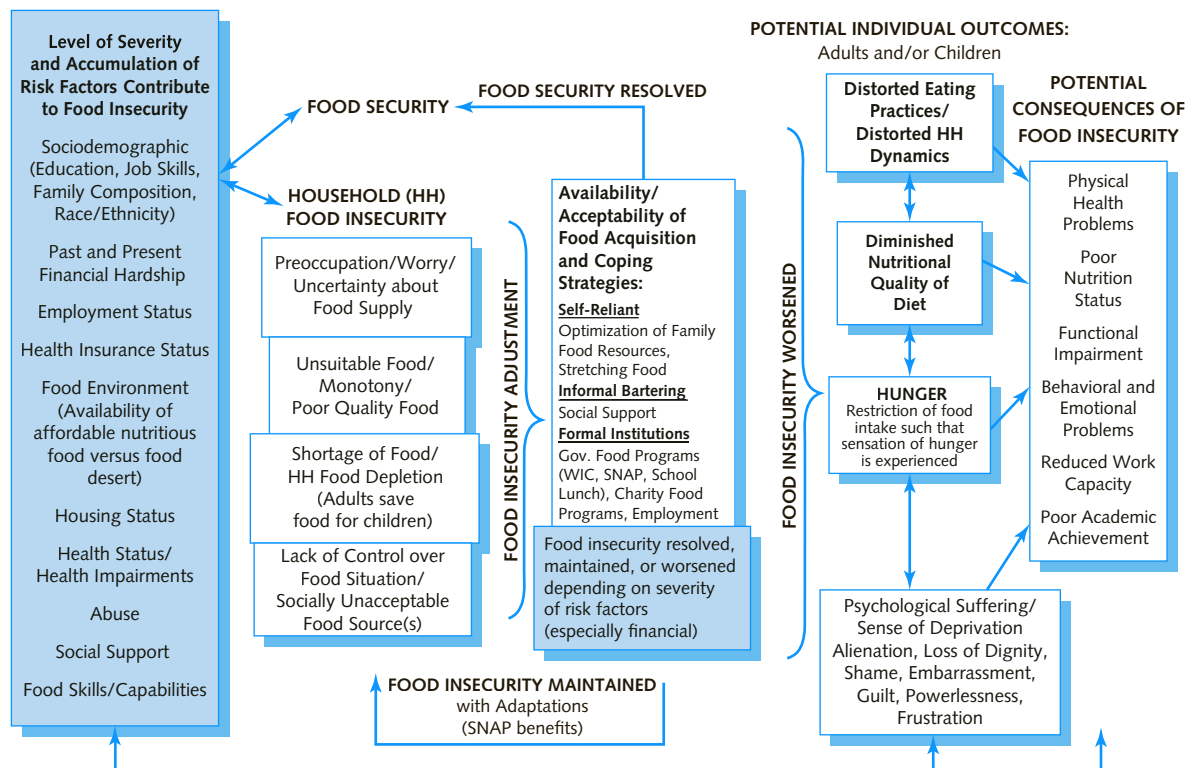 Level of Severity
and Accumulation of
Risk Factors Contribute
to Food Insecurity
Sociodemographic
(Education, Job Skills,
Family Composition,
Race/Ethnicity)
Past and Present
Financial Hardship
Employment Status
Health Insurance Status
Food Environment
(Availability of
affordable nutritious
food versus food
desert)
Housing Status
Health Status/
Health Impairments
Abuse
Social Support
Food Skills/Capabilities
FOOD SECURITY
FOOD SECURITY RESOLVED
HOUSEHOLD (HH)
FOOD INSECURITY
Preoccupation/Worry/
Uncertainty about
Food Supply
Unsuitable Food/
Monotony/
Poor Quality Food
Shortage of Food/
HH Food Depletion
(Adults save
food for children)
Lack of Control over
Food Situation/
Socially Unacceptable
Food Source(s)
FOOD INSECURITY ADJUSTMENT
Availability/
Acceptability of
Food Acquisition
and Coping
Strategies:
Self-Reliant
Optimization of Family
Food Resources,
Stretching Food
Informal Bartering
Social Support
Formal Institutions
Gov. Food Programs
(WIC, SNAP, School
Lunch), Charity Food
Programs, Employment
Food insecurity resolved,
maintained, or worsened
depending on severity
of risk factors
(especially financial)
FOOD INSECURITY MAINTAINED
with Adaptations
(SNAP benefits)
FOOD INSECURITY WORSENED
POTENTIAL INDIVIDUAL OUTCOMES:
Adults and/or Children
Distorted Eating
Practices/
Distorted HH
Dynamics
Diminished
Nutritional
Quality of
Diet
HUNGER
Restriction of food
intake such that
sensation of hunger
is experienced
Psychological Suffering/
Sense of Deprivation
Alienation, Loss of Dignity,
Shame, Embarrassment,
Guilt, Powerlessness,
Frustration
POTENTIAL
CONSEQUENCES OF
FOOD INSECURITY
Physical
Health
Problems
Poor
Nutrition
Status
Functional
Impairment
Behavioral and
Emotional
Problems
Reduced Work
Capacity
Poor Academic
Achievement